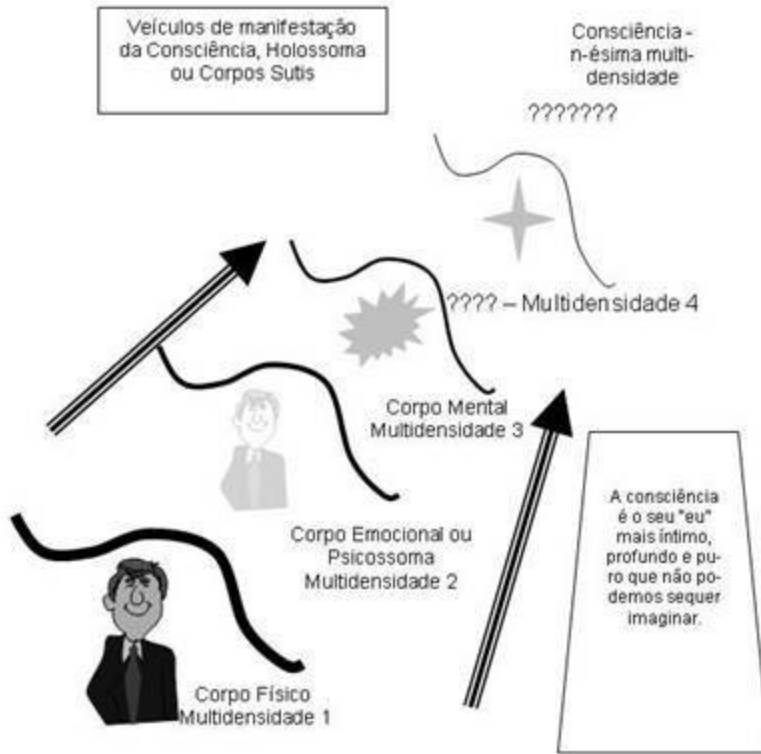 Veículos de manifestação
da Consciência, Holossoma
ou Corpos Sutis
Consciência -
n-ésima multi-
densidade
???????
???? – Multidensidade 4
Corpo Mental
Multidensidade 3
Corpo Emocional ou
Psicossoma
Multidensidade 2
Corpo Físico
Multidensidade 1
A consciência
é o seu "eu"
mais íntimo,
profundo e pu-
ro que não po-
demos sequer
imaginar.